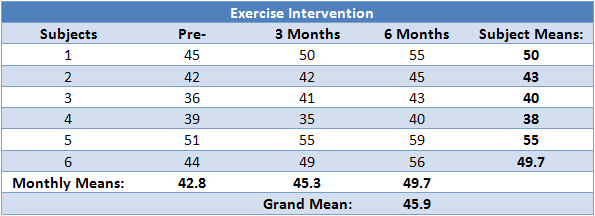 Exercise Intervention
Subjects Pre- 3 Months 6 Months Subject Means:
1 45 50 55 50
2 42 42 45 43
3 36 41 43 40
4 39 35 40 38
5 51 55 59 55
6 44 49 56 49.7
Monthly Means: 42.8 45.3 49.7
Grand Mean: 45.9